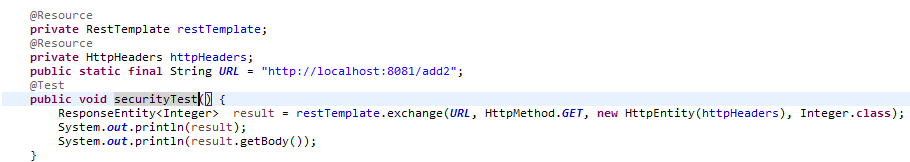 @Resource
private RestTemplate restTemplate;
@Resource
private HttpHeaders httpHeaders;
public static final String URL = "http://localhost:8081/add2";
@Test
public void securityTest() {
ResponseEntity<Integer>  result = restTemplate.exchange(URL, HttpMethod.GET, new HttpEntity(httpHeaders), Integer.class);
System.out.println(result);
System.out.println(result.getBody());
}